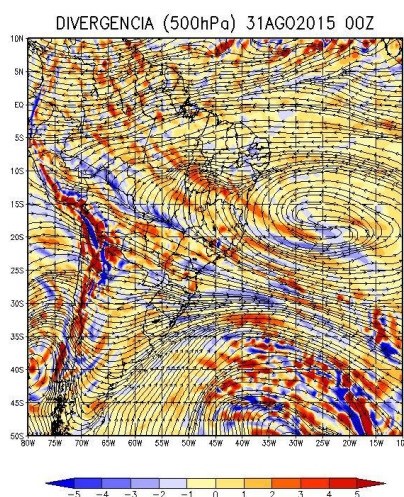 DIVERGENCIA (500hPa) 31AGO2015 00Z
10N
5N
EQ
5S
10S
15S
20S
25S
30S
35S
40S
45S
50S
80W 75W 70W 65W 60W 55W 50W 45W 40W 35W 30W 25W 20W 15W 10W
-5 -4 -3 -2 -1 0 1 2 3 4 5